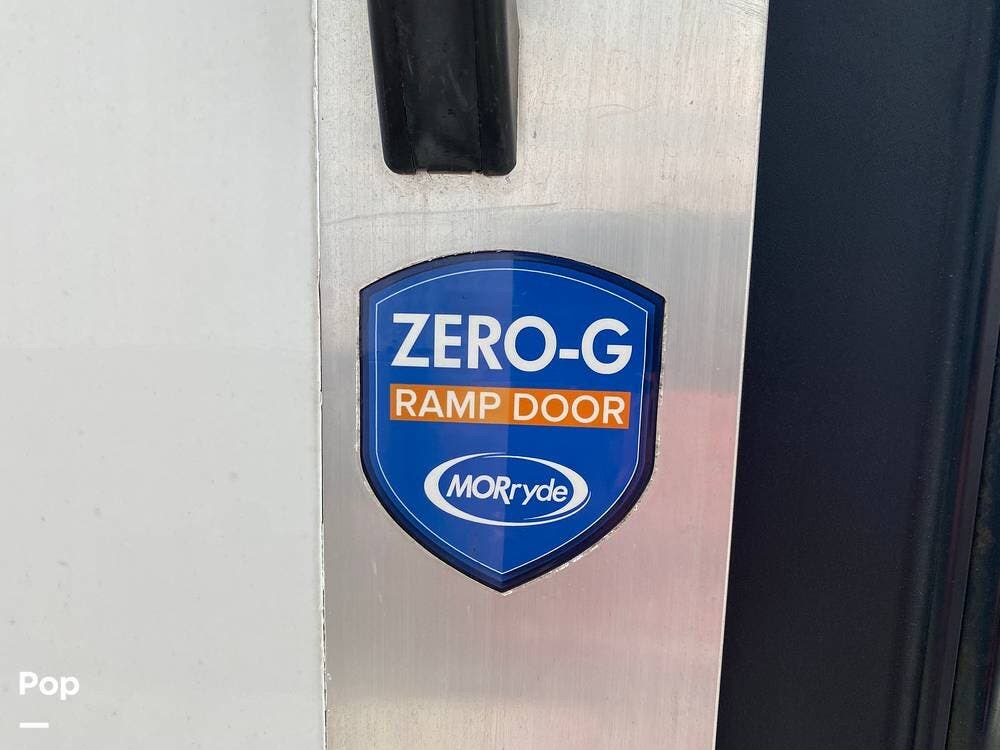 ZERO-G
RAMP DOOR
MORryde
Pop